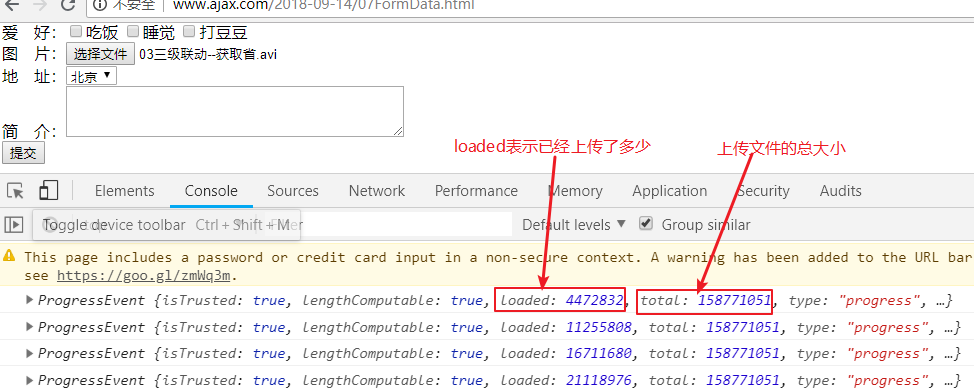 不安全 www.ajax.com/2018-09-14/07FormData.html
爱 好: 吃饭 睡觉 打豆豆
图 片: 选择文件 03三级联动--获取省.avi
地 址: 北京
简 介:
提交
loaded表示已经上传了多少
上传文件的总大小
Elements Console Sources Network Performance Memory Application Security Audits
Toggle device toolbar Ctrl + Shift + M Default levels Group similar
This page includes a password or credit card input in a non-secure context. A warning has been added to the URL bar
see https://goo.gl/zmWq3m.
ProgressEvent {isTrusted: true, lengthComputable: true, loaded: 4472832, total: 158771051, type: "progress", …}
ProgressEvent {isTrusted: true, lengthComputable: true, loaded: 11255808, total: 158771051, type: "progress", …}
ProgressEvent {isTrusted: true, lengthComputable: true, loaded: 16711680, total: 158771051, type: "progress", …}
ProgressEvent {isTrusted: true, lengthComputable: true, loaded: 21118976, total: 158771051, type: "progress", …}